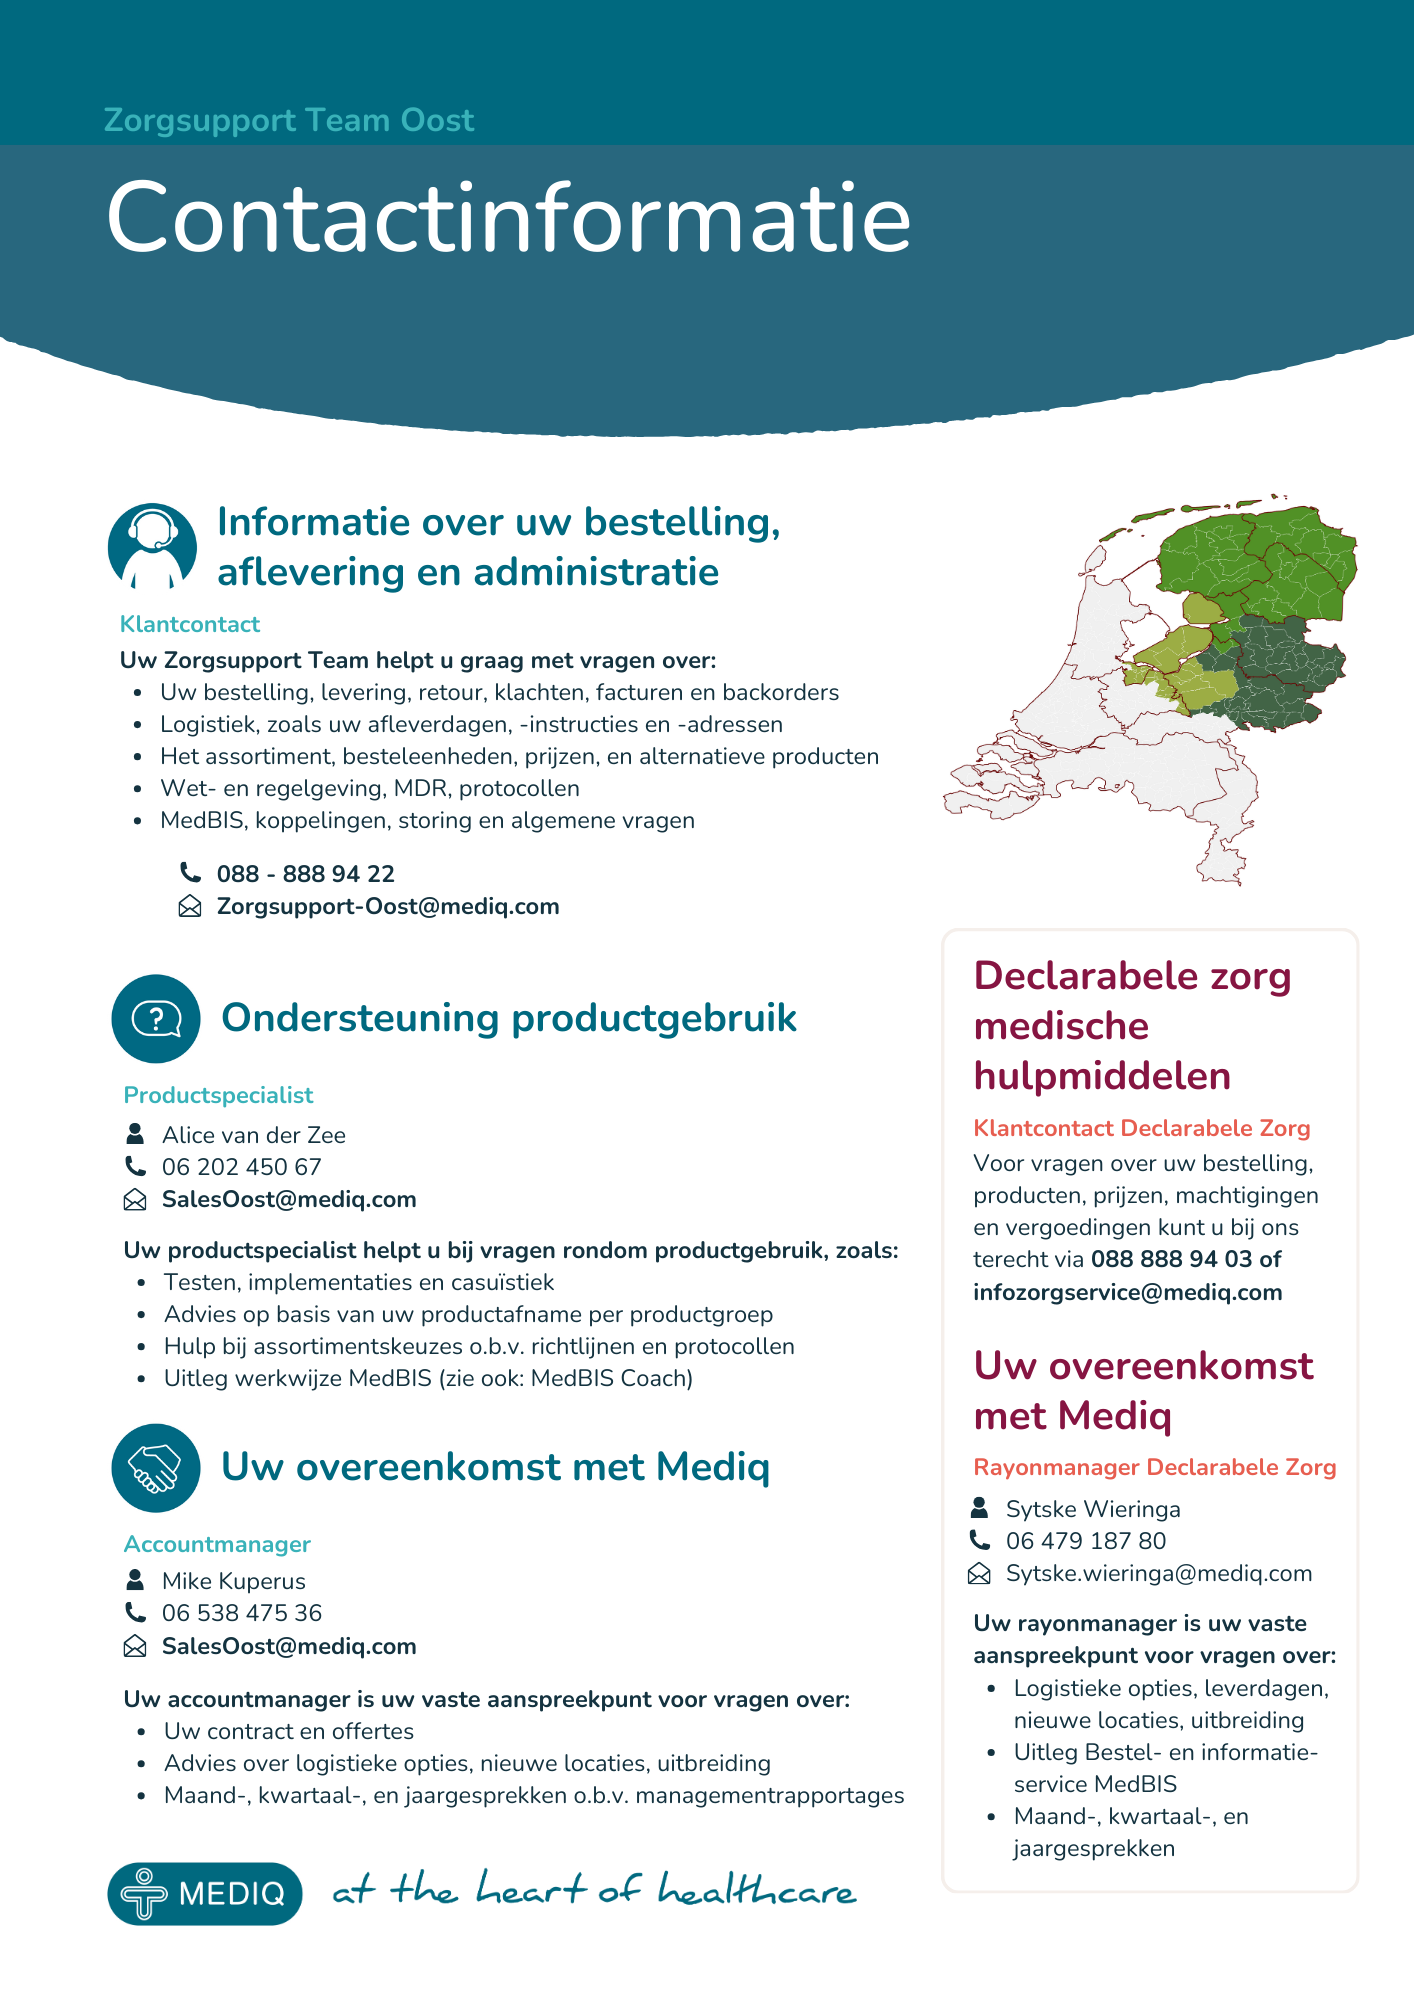 Zorgsupport Team Oost
Contactinformatie
Informatie over uw bestelling,
aflevering en administratie
Klantcontact
Uw Zorgsupport Team helpt u graag met vragen over:
• Uw bestelling, levering, retour, klachten, facturen en backorders
• Logistiek, zoals uw afleverdagen, -instructies en -adressen
• Het assortiment, besteleenheden, prijzen, en alternatieve producten
• Wet- en regelgeving, MDR, protocollen
• MedBIS, koppelingen, storing en algemene vragen
088 - 888 94 22
Zorgsupport-Oost@mediq.com
Ondersteuning productgebruik
Productspecialist
Alice van der Zee
06 202 450 67
SalesOost@mediq.com
Uw productspecialist helpt u bij vragen rondom productgebruik, zoals:
• Testen, implementaties en casuïstiek
• Advies op basis van uw productafname per productgroep
• Hulp bij assortimentskeuzes o.b.v. richtlijnen en protocollen
• Uitleg werkwijze MedBIS (zie ook: MedBIS Coach)
Uw overeenkomst met Mediq
Accountmanager
Mike Kuperus
06 538 475 36
SalesOost@mediq.com
Uw accountmanager is uw vaste aanspreekpunt voor vragen over:
• Uw contract en offertes
• Advies over logistieke opties, nieuwe locaties, uitbreiding
• Maand-, kwartaal-, en jaargesprekken o.b.v. managementrapportages
Declarabele zorg
medische
hulpmiddelen
Klantcontact Declarabele Zorg
Voor vragen over uw bestelling,
producten, prijzen, machtigingen
en vergoedingen kunt u bij ons
terecht via 088 888 94 03 of
infozorgservice@mediq.com
Uw overeenkomst
met Mediq
Rayonmanager Declarabele Zorg
Sytske Wieringa
06 479 187 80
Sytske.wieringa@mediq.com
Uw rayonmanager is uw vaste
aanspreekpunt voor vragen over:
• Logistieke opties, leverdagen,
nieuwe locaties, uitbreiding
• Uitleg Bestel- en informatie-
service MedBIS
• Maand-, kwartaal-, en
jaargesprekken
MEDIQ
at the heart of healthcare